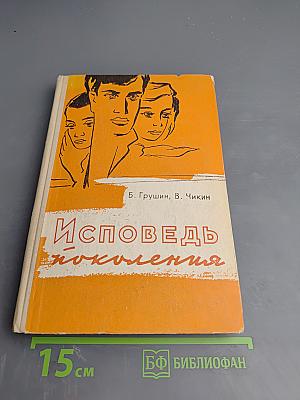 Б. Грушин, В. Чикин
Исповедь
поколения
15 см
БФ БИБЛИОФАН